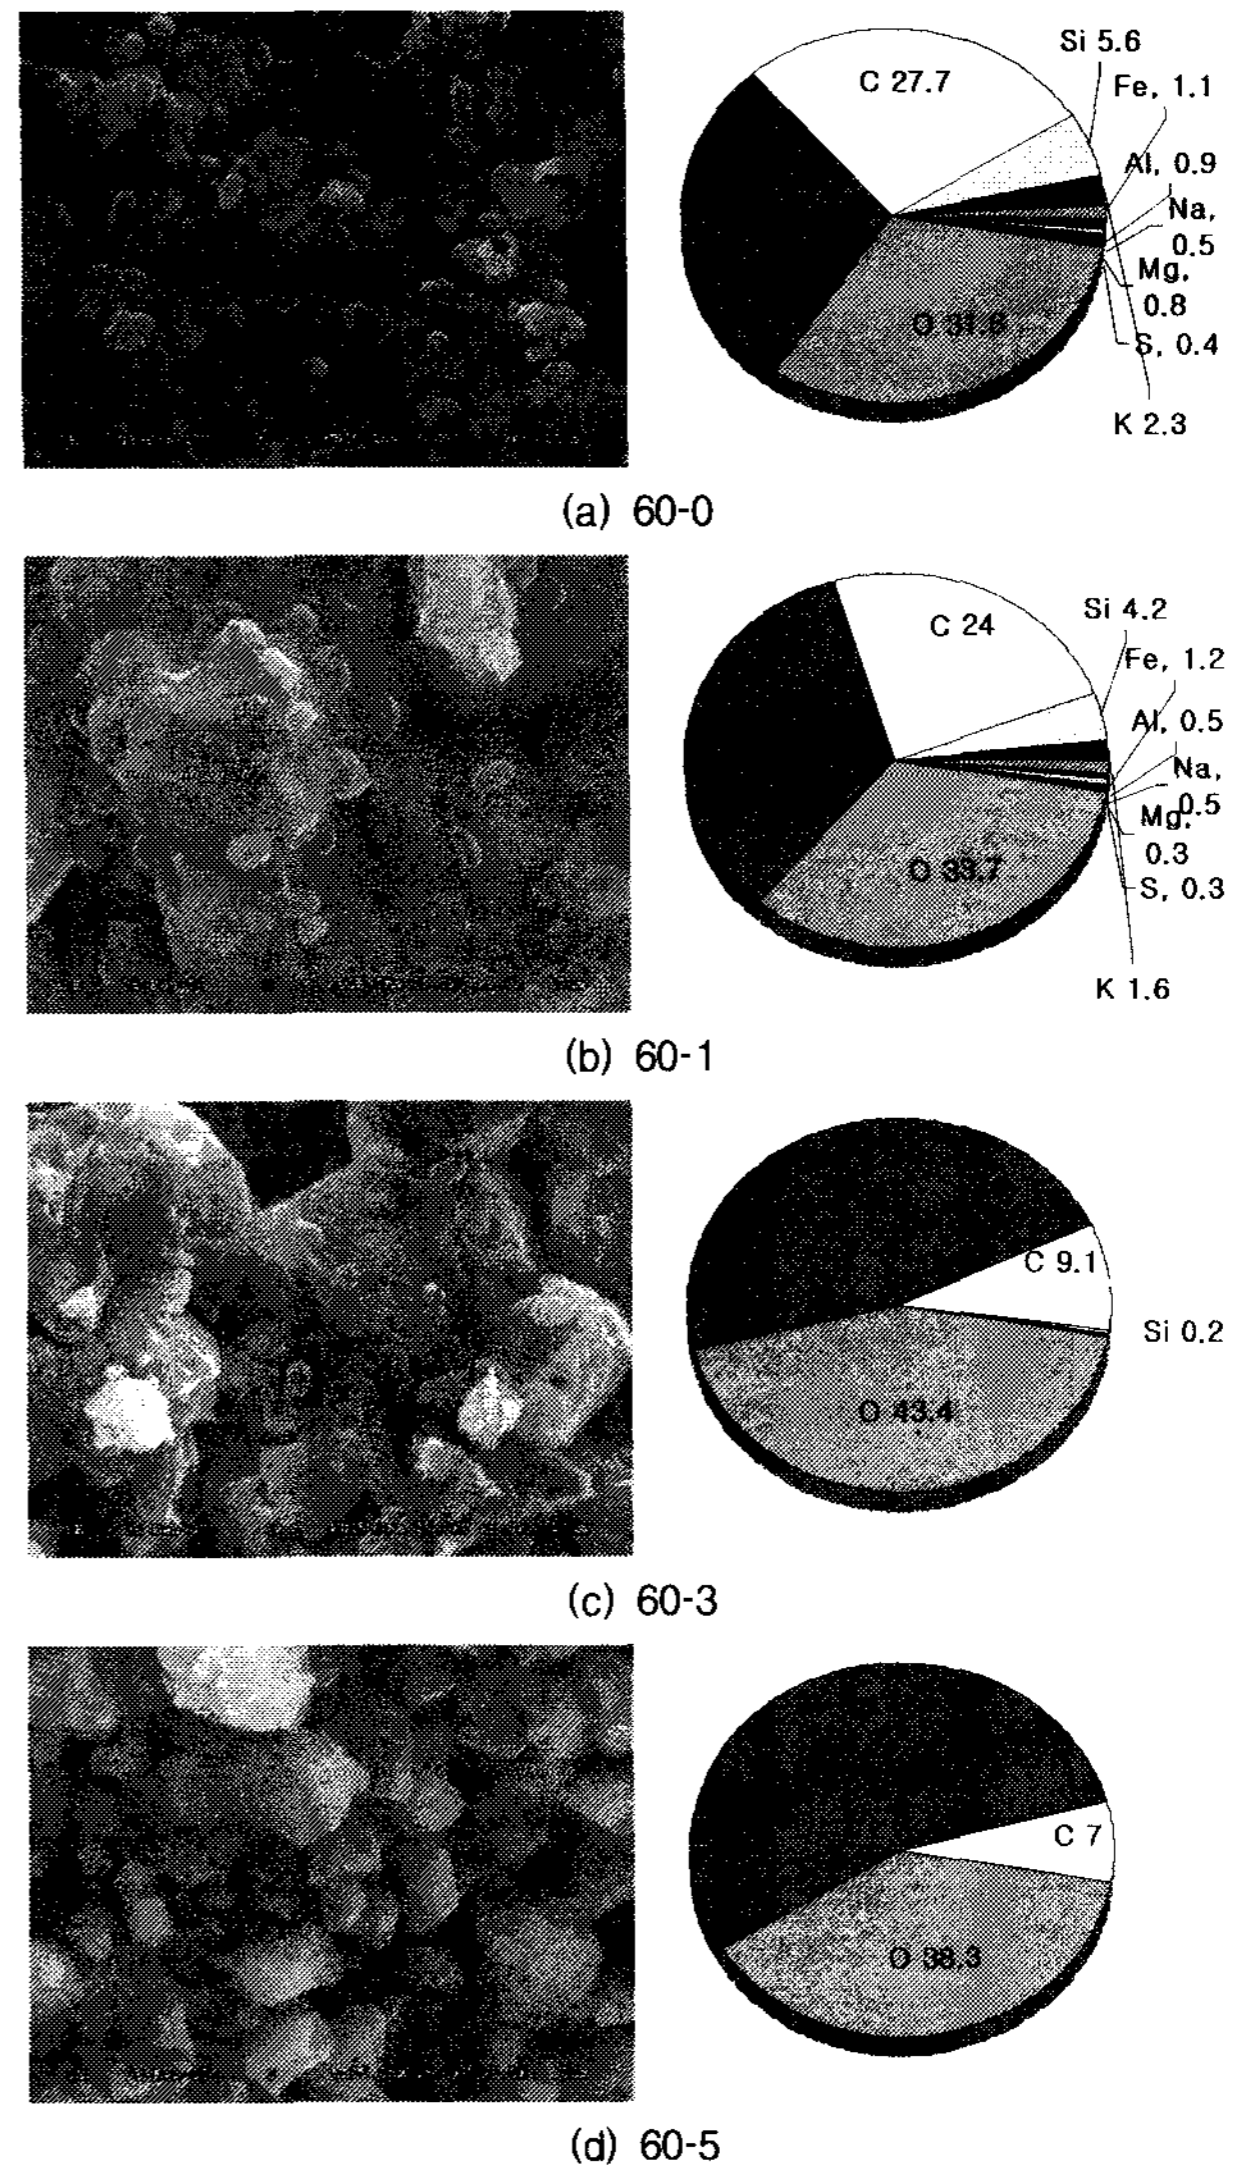 C 27.7
Si 5.6
Fe, 1.1
Al, 0.9
Na,
0.5
Mg,
0.8
S, 0.4
K 2.3
(a) 60-0
C 24
Si 4.2
Fe, 1.2
Al, 0.5
Na,
0.5
Mg,
0.3
S, 0.3
O 33.7
K 1.6
(b) 60-1
C 9.1
Si 0.2
O 43.4
(c) 60-3
C 7
O 38.3
(d) 60-5